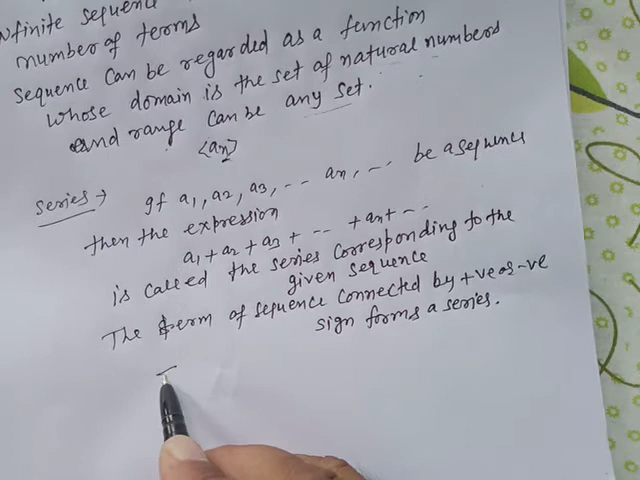 nfinite sequence
number of terms
sequence can be regarded as a function
whose domain is the set of natural numbers
and range can be any set.
<an>
series → If a1, a2, a3, --- an, --- be a sequence
then the expression
a1 + a2 + a3 + --- + an + ---
is called the series corresponding to the
given sequence
The term of sequence connected by +ve or -ve
sign forms a series.